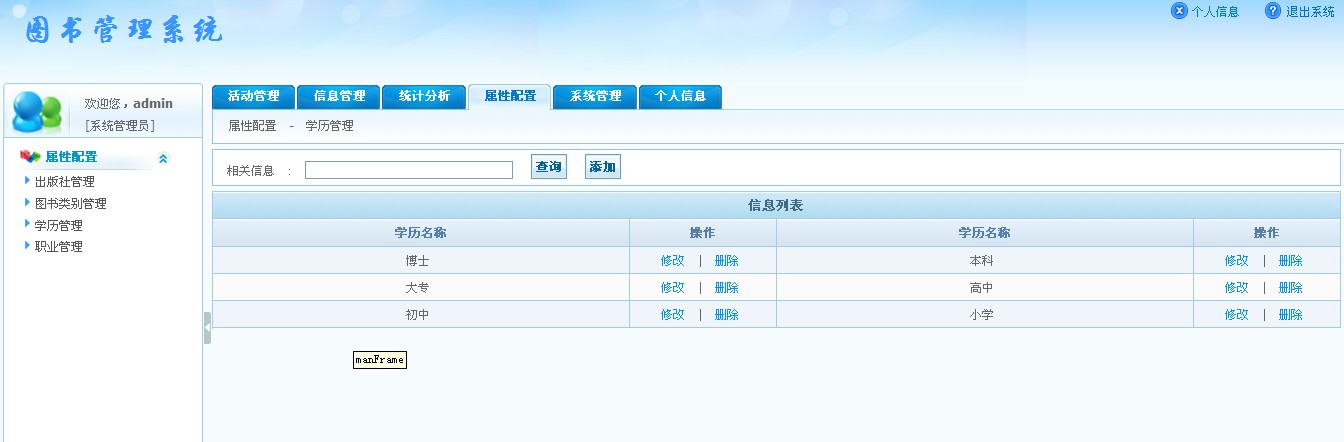 图书管理系统
个人信息 退出系统
欢迎您，admin
[系统管理员]
活动管理 信息管理 统计分析 属性配置 系统管理 个人信息
属性配置 - 学历管理
属性配置
出版社管理
图书类别管理
学历管理
职业管理
相关信息 : 查询 添加
信息列表
学历名称 操作 学历名称 操作
博士 修改 | 删除 本科 修改 | 删除
大专 修改 | 删除 高中 修改 | 删除
初中 修改 | 删除 小学 修改 | 删除
manFrame